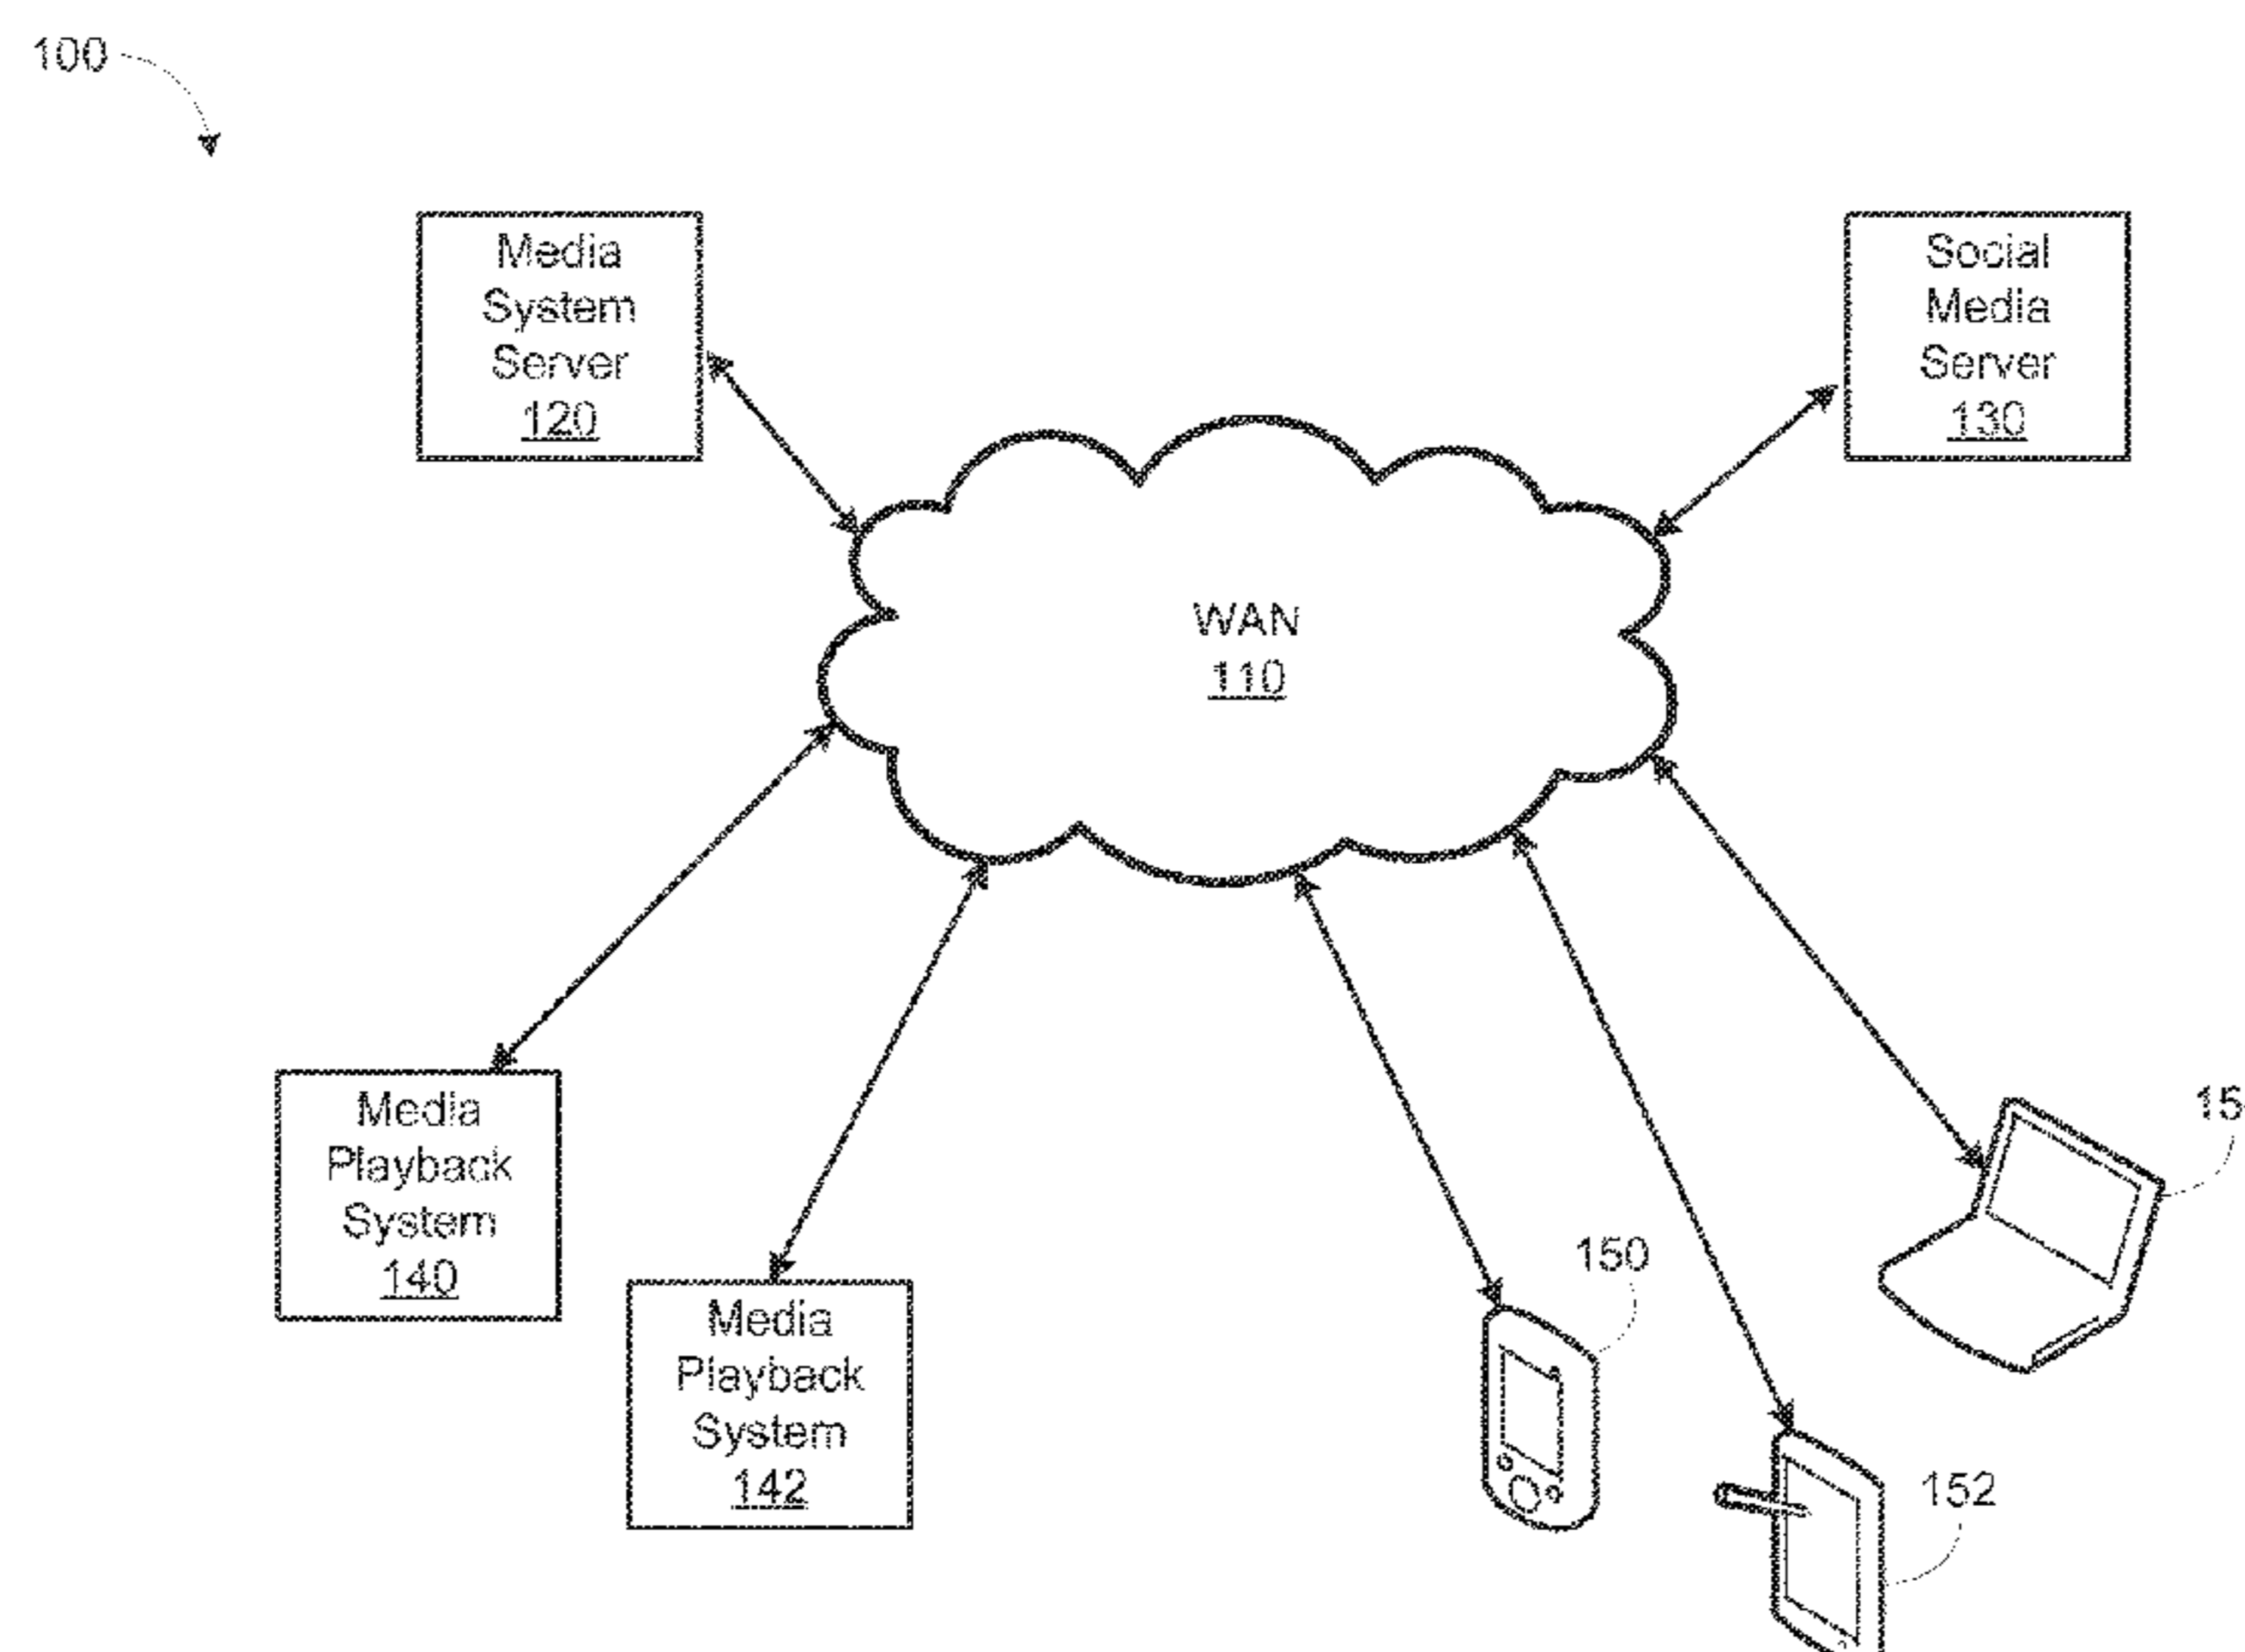 100
Media
System
Server
120
Social
Media
Server
130
WAN
110
Media
Playback
System
140
Media
Playback
System
142
150
152
15